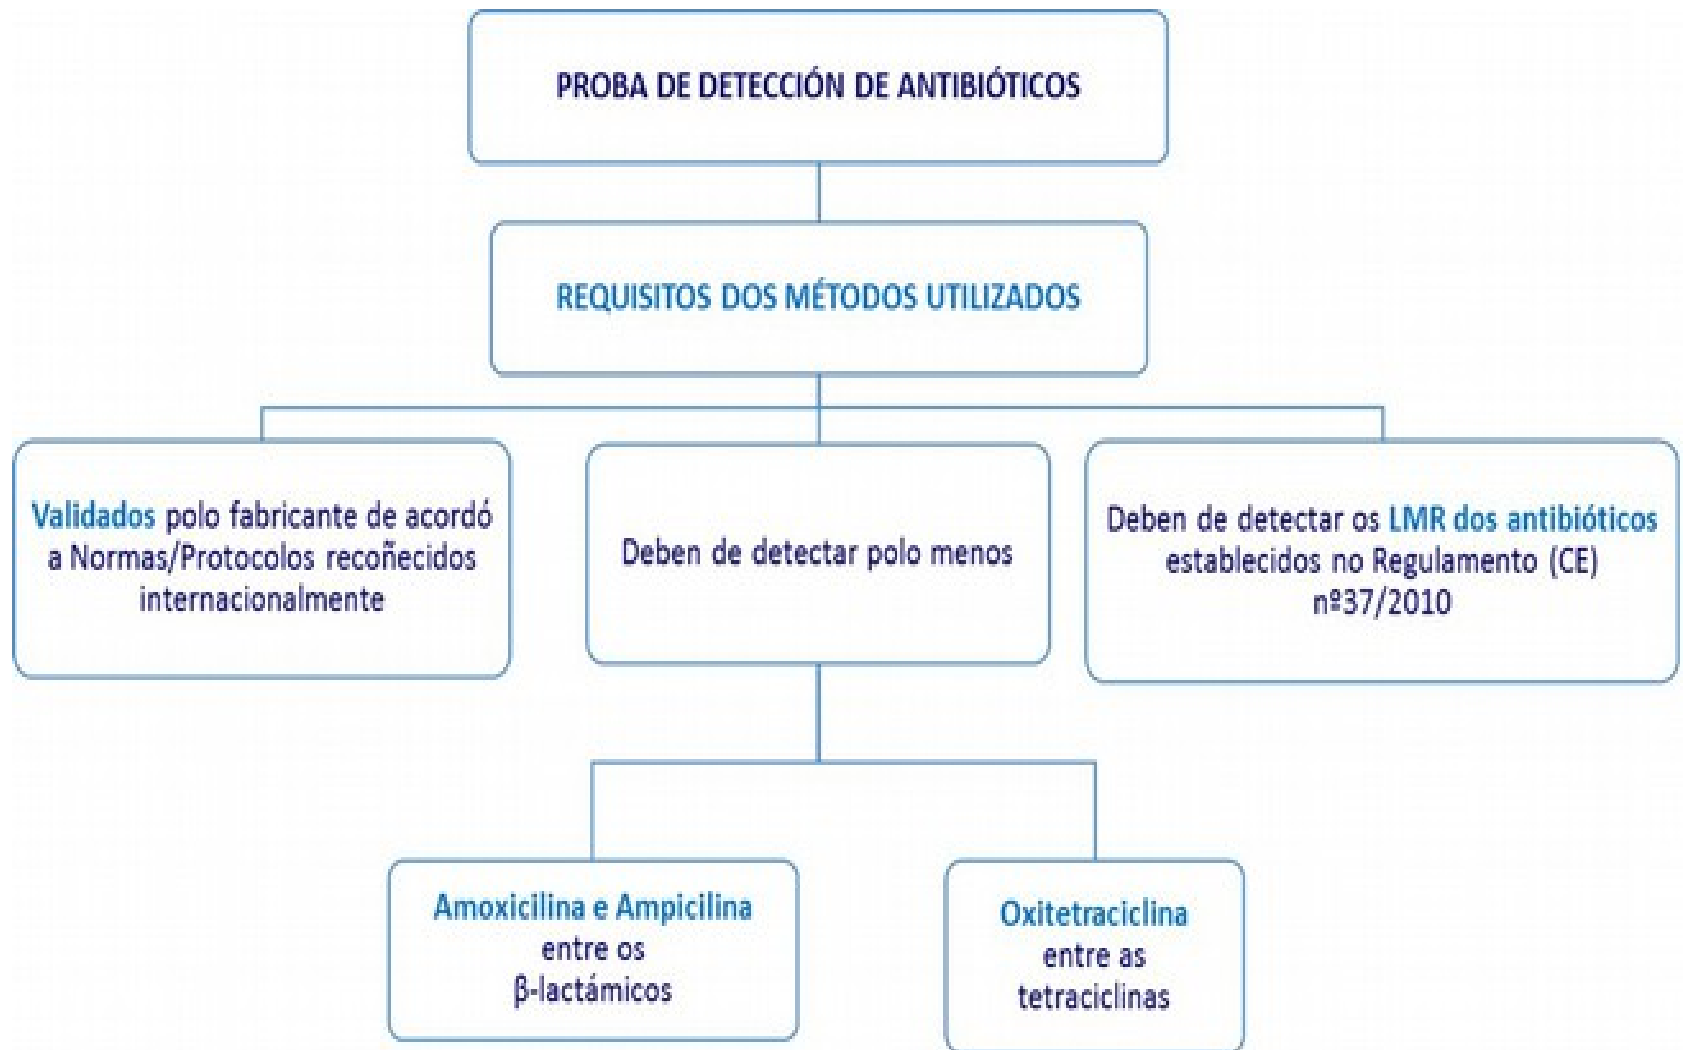 PROBA DE DETECCIÓN DE ANTIBIÓTICOS
REQUISITOS DOS MÉTODOS UTILIZADOS
Validados polo fabricante de acordó
a Normas/Protocolos recoñecidos
internacionalmente
Deben de detectar polo menos
Deben de detectar os LMR dos antibióticos
establecidos no Regulamento (CE)
nº37/2010
Amoxicilina e Ampicilina
entre os
β-lactámicos
Oxitetraciclina
entre as
tetraciclinas